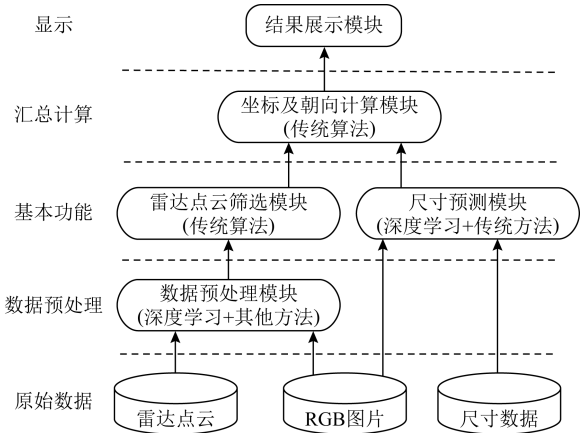 显示
结果展示模块
汇总计算
坐标及朝向计算模块
(传统算法)
基本功能
雷达点云筛选模块
(传统算法)
尺寸预测模块
(深度学习+传统方法)
数据预处理
数据预处理模块
(深度学习+其他方法)
原始数据
雷达点云
RGB图片
尺寸数据